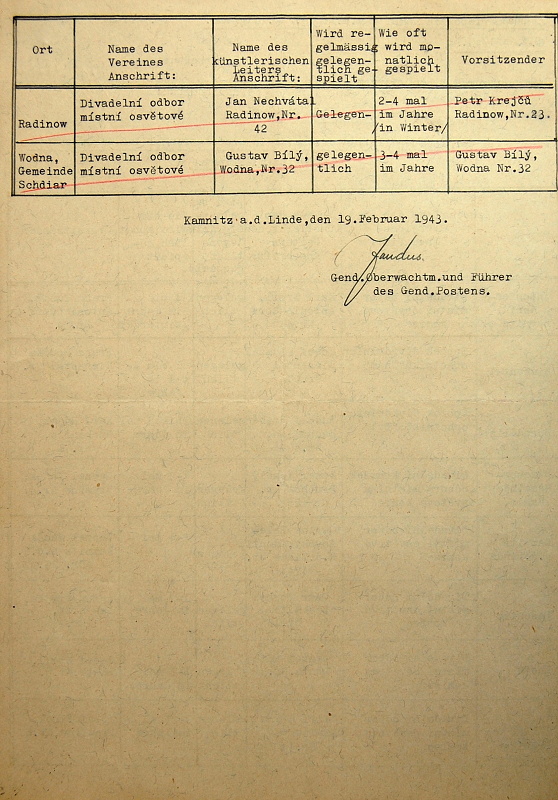 Ort
Name des
Vereines
Anschrift:
Name des
künstlerischen
Leiters
Anschrift:
Wird re-
gelmässig
gelegen-
tlich ge-
spielt
Wie oft
wird mo-
natlich
gespielt
Vorsitzender
Radinow
Divadelní odbor
místní osvětové
Jan Nechvátal
Radinow,Nr.
42
Gelegen-
2-4 mal
im Jahre
/in Winter/
Petr Krejčů
Radinow,Nr.23.
Wodna,
Gemeinde
Schdiar
Divadelní odbor
místní osvětové
Gustav Bílý,
Wodna,Nr.32
gelegen-
tlich
3-4 mal
im Jahre
Gustav Bílý,
Wodna Nr.32
Kamnitz a.d.Linde,den 19.Februar 1943.
Gend.Oberwachtm.und Führer
des Gend.Postens.